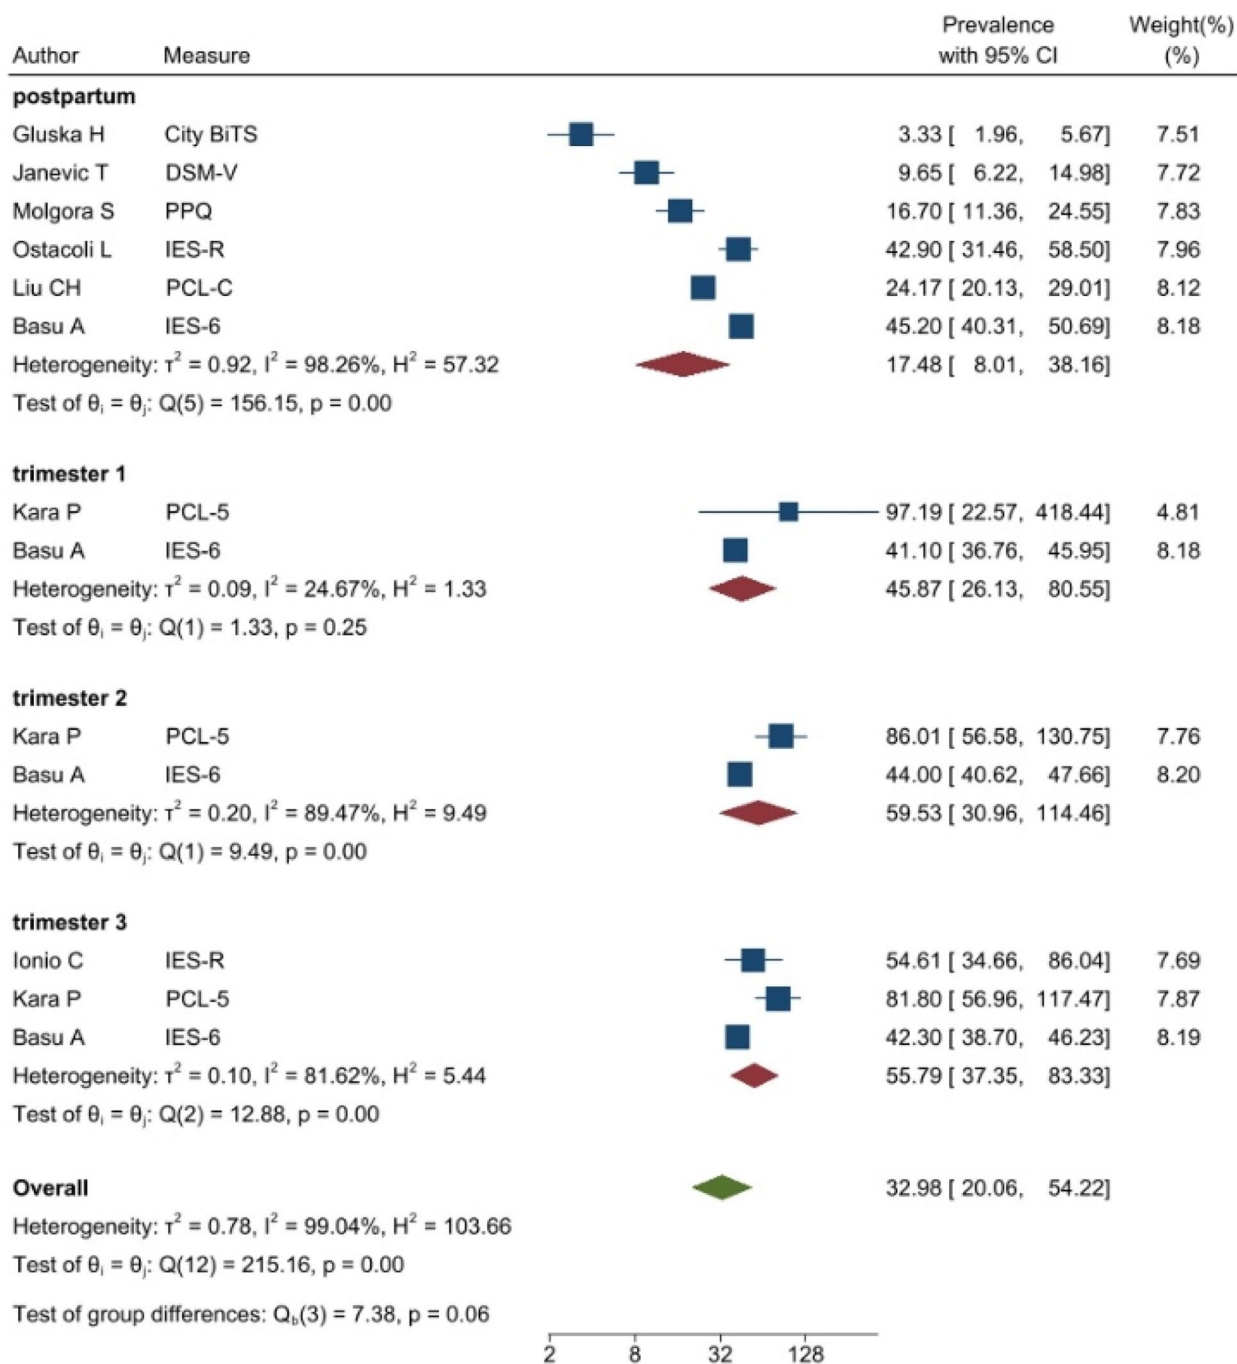 Prevalence Weight(%)
Author Measure with 95% CI (%)
postpartum
Gluska H City BiTS 3.33 [ 1.96, 5.67] 7.51
Janevic T DSM-V 9.65 [ 6.22, 14.98] 7.72
Molgora S PPQ 16.70 [ 11.36, 24.55] 7.83
Ostacoli L IES-R 42.90 [ 31.46, 58.50] 7.96
Liu CH PCL-C 24.17 [ 20.13, 29.01] 8.12
Basu A IES-6 45.20 [ 40.31, 50.69] 8.18
Heterogeneity: τ² = 0.92, I² = 98.26%, H² = 57.32 17.48 [ 8.01, 38.16]
Test of θᵢ = θⱼ: Q(5) = 156.15, p = 0.00
trimester 1
Kara P PCL-5 97.19 [ 22.57, 418.44] 4.81
Basu A IES-6 41.10 [ 36.76, 45.95] 8.18
Heterogeneity: τ² = 0.09, I² = 24.67%, H² = 1.33 45.87 [ 26.13, 80.55]
Test of θᵢ = θⱼ: Q(1) = 1.33, p = 0.25
trimester 2
Kara P PCL-5 86.01 [ 56.58, 130.75] 7.76
Basu A IES-6 44.00 [ 40.62, 47.66] 8.20
Heterogeneity: τ² = 0.20, I² = 89.47%, H² = 9.49 59.53 [ 30.96, 114.46]
Test of θᵢ = θⱼ: Q(1) = 9.49, p = 0.00
trimester 3
Ionio C IES-R 54.61 [ 34.66, 86.04] 7.69
Kara P PCL-5 81.80 [ 56.96, 117.47] 7.87
Basu A IES-6 42.30 [ 38.70, 46.23] 8.19
Heterogeneity: τ² = 0.10, I² = 81.62%, H² = 5.44 55.79 [ 37.35, 83.33]
Test of θᵢ = θⱼ: Q(2) = 12.88, p = 0.00
Overall 32.98 [ 20.06, 54.22]
Heterogeneity: τ² = 0.78, I² = 99.04%, H² = 103.66
Test of θᵢ = θⱼ: Q(12) = 215.16, p = 0.00
Test of group differences: Q_b(3) = 7.38, p = 0.06
2 8 32 128